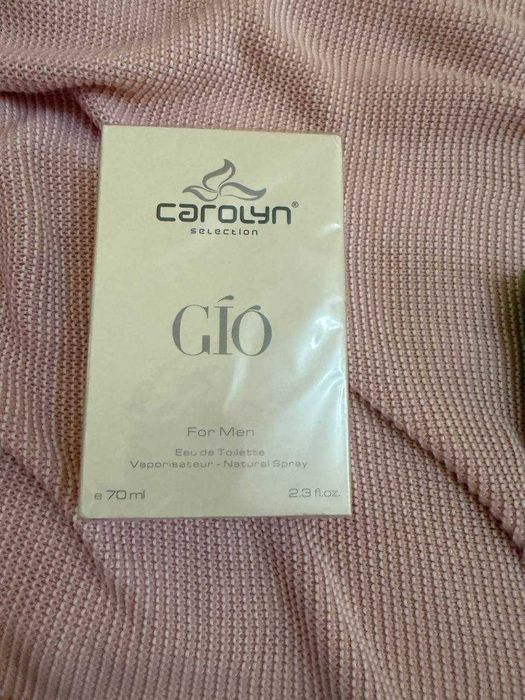 carolyn®
selection
GÍÓ
For Men
Eau de Toilette
Vaporisateur - Natural Spray
e 70 ml 2.3 fl.oz.